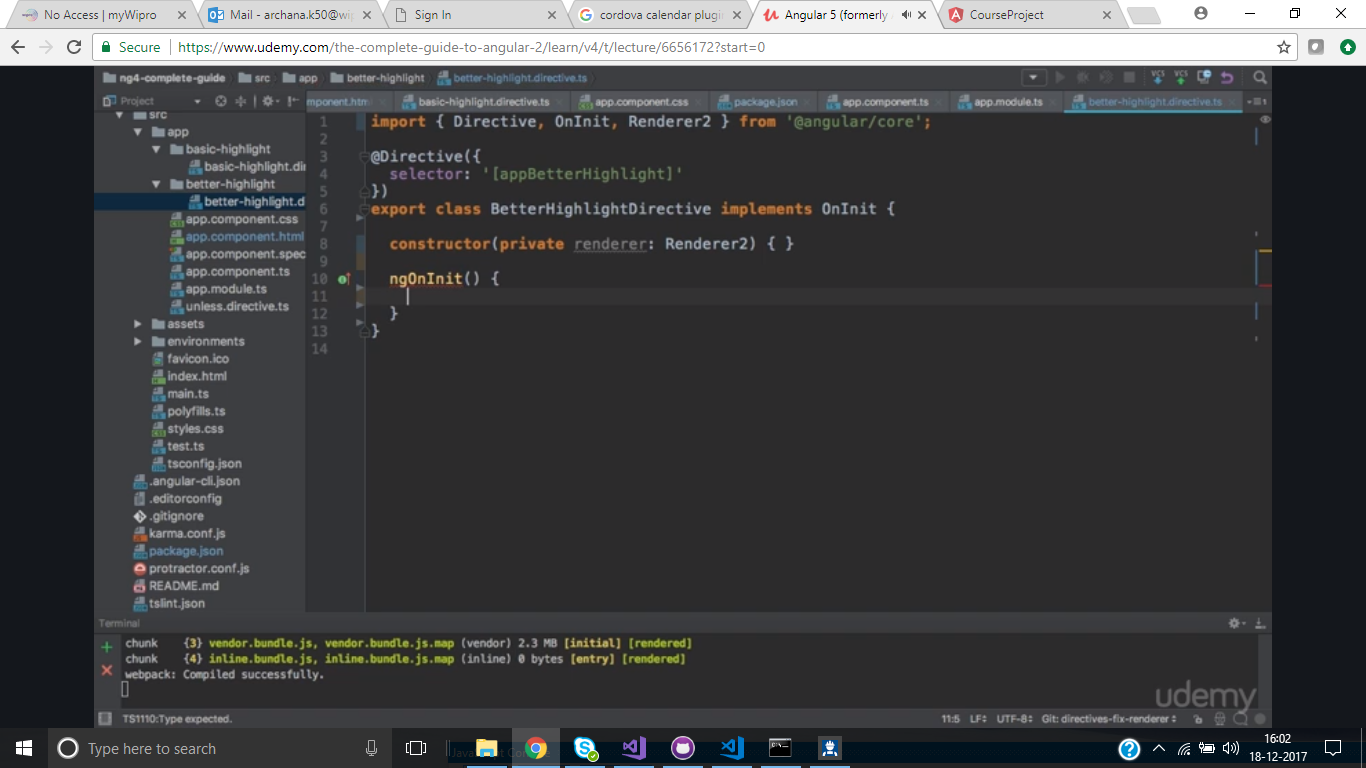 No Access | myWipro
Mail - archana.k50@wi
Sign In
cordova calendar plugin
Angular 5 (formerly
CourseProject
Secure
https://www.udemy.com/the-complete-guide-to-angular-2/learn/v4/t/lecture/6656172?start=0
ng4-complete-guide
src
app
better-highlight
better-highlight.directive.ts
Project
mponent.htm
basic-highlight.directive.ts
app.component.css
package.json
app.component.ts
app.module.ts
better-highlight.directive.ts
src
app
basic-highlight
basic-highlight.di
better-highlight
better-highlight.d
app.component.css
app.component.html
app.component.spec
app.component.ts
app.module.ts
unless.directive.ts
assets
environments
favicon.ico
index.html
main.ts
polyfills.ts
styles.css
test.ts
tsconfig.json
.angular-cli.json
.editorconfig
.gitignore
karma.conf.js
package.json
protractor.conf.js
README.md
tslint.json
1 import { Directive, OnInit, Renderer2 } from '@angular/core';
2
3 @Directive({
4 selector: '[appBetterHighlight]'
5 })
6 export class BetterHighlightDirective implements OnInit {
7
8 constructor(private renderer: Renderer2) { }
9
10 ngOnInit() {
11
12 }
13 }
14
Terminal
chunk {3} vendor.bundle.js, vendor.bundle.js.map (vendor) 2.3 MB [initial] [rendered]
chunk {4} inline.bundle.js, inline.bundle.js.map (inline) 0 bytes [entry] [rendered]
webpack: Compiled successfully.
udemy
TS1110:Type expected.
11:5 LF÷ UTF-8÷ Git: directives-fix-renderer÷
Type here to search
16:02
18-12-2017